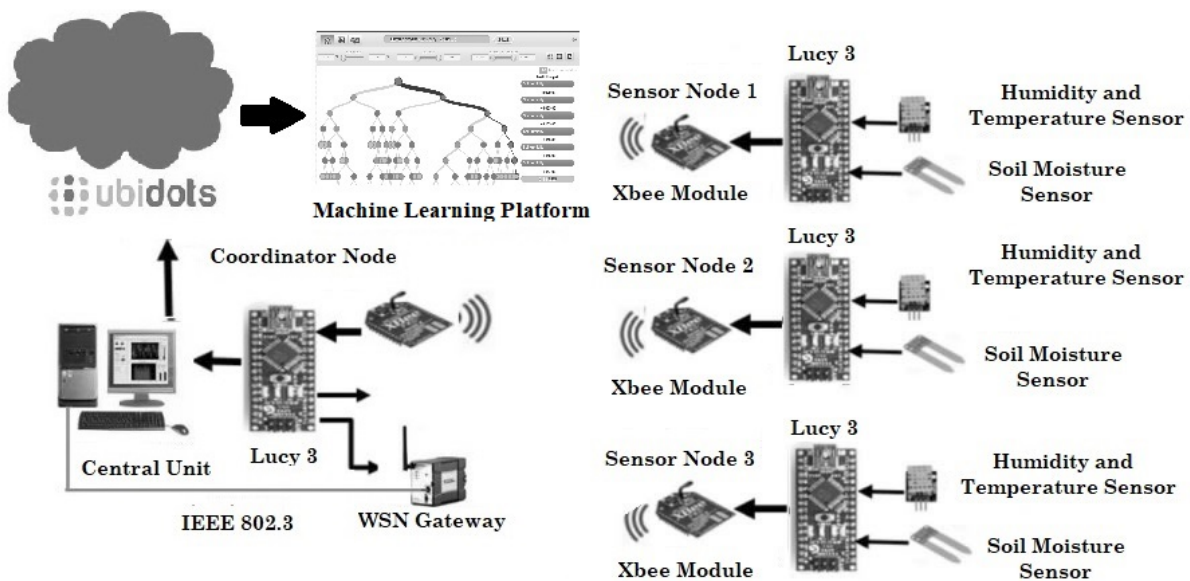 ubidots
Machine Learning Platform
Coordinator Node
Central Unit
Lucy 3
IEEE 802.3
WSN Gateway
Lucy 3
Sensor Node 1
Xbee Module
Humidity and
Temperature Sensor
Soil Moisture
Sensor
Lucy 3
Sensor Node 2
Xbee Module
Humidity and
Temperature Sensor
Soil Moisture
Sensor
Lucy 3
Sensor Node 3
Xbee Module
Humidity and
Temperature Sensor
Soil Moisture
Sensor